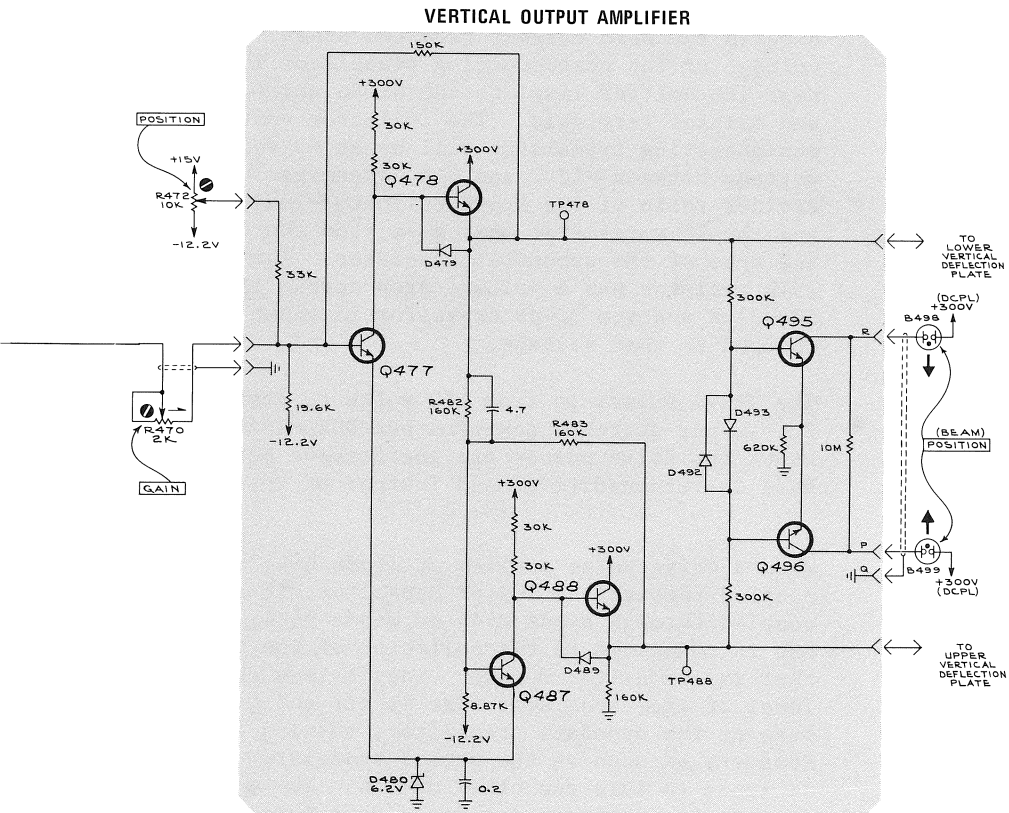 VERTICAL OUTPUT AMPLIFIER
150K
+300V
POSITION
30K
+15V
30K
+300V
Q478
R472
10K
TP478
-12.2V
TO
LOWER
VERTICAL
DEFLECTION
PLATE
D479
33K
300K
(DCPL)
+300V
B498
Q495
R
Q477
R482
160K
4.7
19.6K
R483
160K
D493
-12.2V
R470
2K
620K
10M
(BEAM)
POSITION
D492
GAIN
+300V
30K
30K
+300V
Q496
P
B499
Q
+300V
(DCPL)
Q488
300K
D489
TP488
TO
UPPER
VERTICAL
DEFLECTION
PLATE
Q487
160K
8.87K
-12.2V
D480
6.2V
0.2